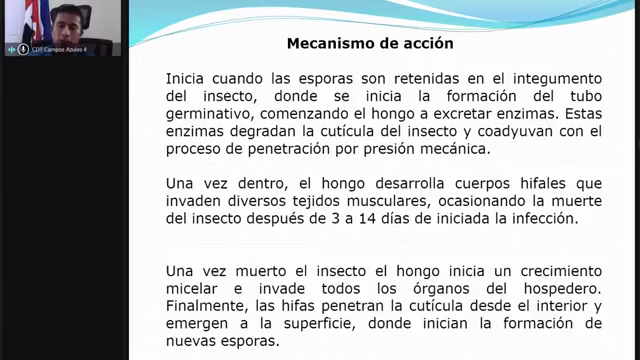 CDT Campos Azules 4
Mecanismo de acción
Inicia cuando las esporas son retenidas en el integumento
del insecto, donde se inicia la formación del tubo
germinativo, comenzando el hongo a excretar enzimas. Estas
enzimas degradan la cutícula del insecto y coadyuvan con el
proceso de penetración por presión mecánica.
Una vez dentro, el hongo desarrolla cuerpos hifales que
invaden diversos tejidos musculares, ocasionando la muerte
del insecto después de 3 a 14 días de iniciada la infección.
Una vez muerto el insecto el hongo inicia un crecimiento
micelar e invade todos los órganos del hospedero.
Finalmente, las hifas penetran la cutícula desde el interior y
emergen a la superficie, donde inician la formación de
nuevas esporas.